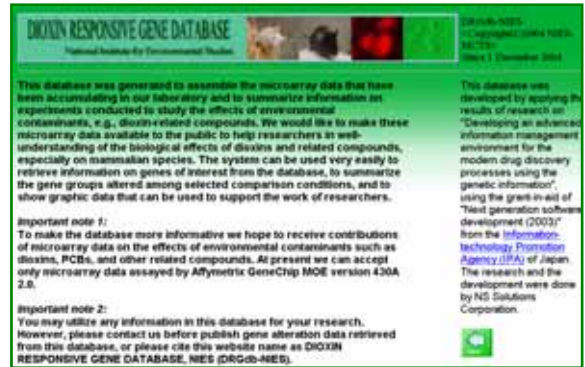 DIOXIN RESPONSIVE GENE DATABASE
National Institute for Environmental Studies
DRGdb-NIES
<Copyright(C)2004 NIES-
MCTS>
Since 1 December 2004
This database was generated to assemble the microarray data that have
been accumulating in our laboratory and to summarize information on
experiments conducted to study the effects of environmental
contaminants, e.g., dioxin-related compounds. We would like to make these
microarray data available to the public to help researchers in well-
understanding of the biological effects of dioxins and related compounds,
especially on mammalian species. The system can be used very easily to
retrieve information on genes of interest from the database, to summarize
the gene groups altered among selected comparison conditions, and to
show graphic data that can be used to support the work of researchers.
Important note 1:
To make the database more informative we hope to receive contributions
of microarray data on the effects of environmental contaminants such as
dioxins, PCBs, and other related compounds. At present we can accept
only microarray data assayed by Affymetrix GeneChip MOE version 430A
2.0.
Important note 2:
You may utilize any information in this database for your research.
However, please contact us before publish gene alteration data retrieved
from this database, or please cite this website name as DIOXIN
RESPONSIVE GENE DATABASE, NIES (DRGdb-NIES).
This database was
developed by applying the
results of research on
"Developing an advanced
information management
environment for the
modern drug discovery
processes using the
genetic information",
using the grant-in-aid of
"Next generation software
development (2003)"
from the Information-
technology Promotion
Agency (IPA) of Japan.
The research and the
development were done
by NS Solutions
Corporation.